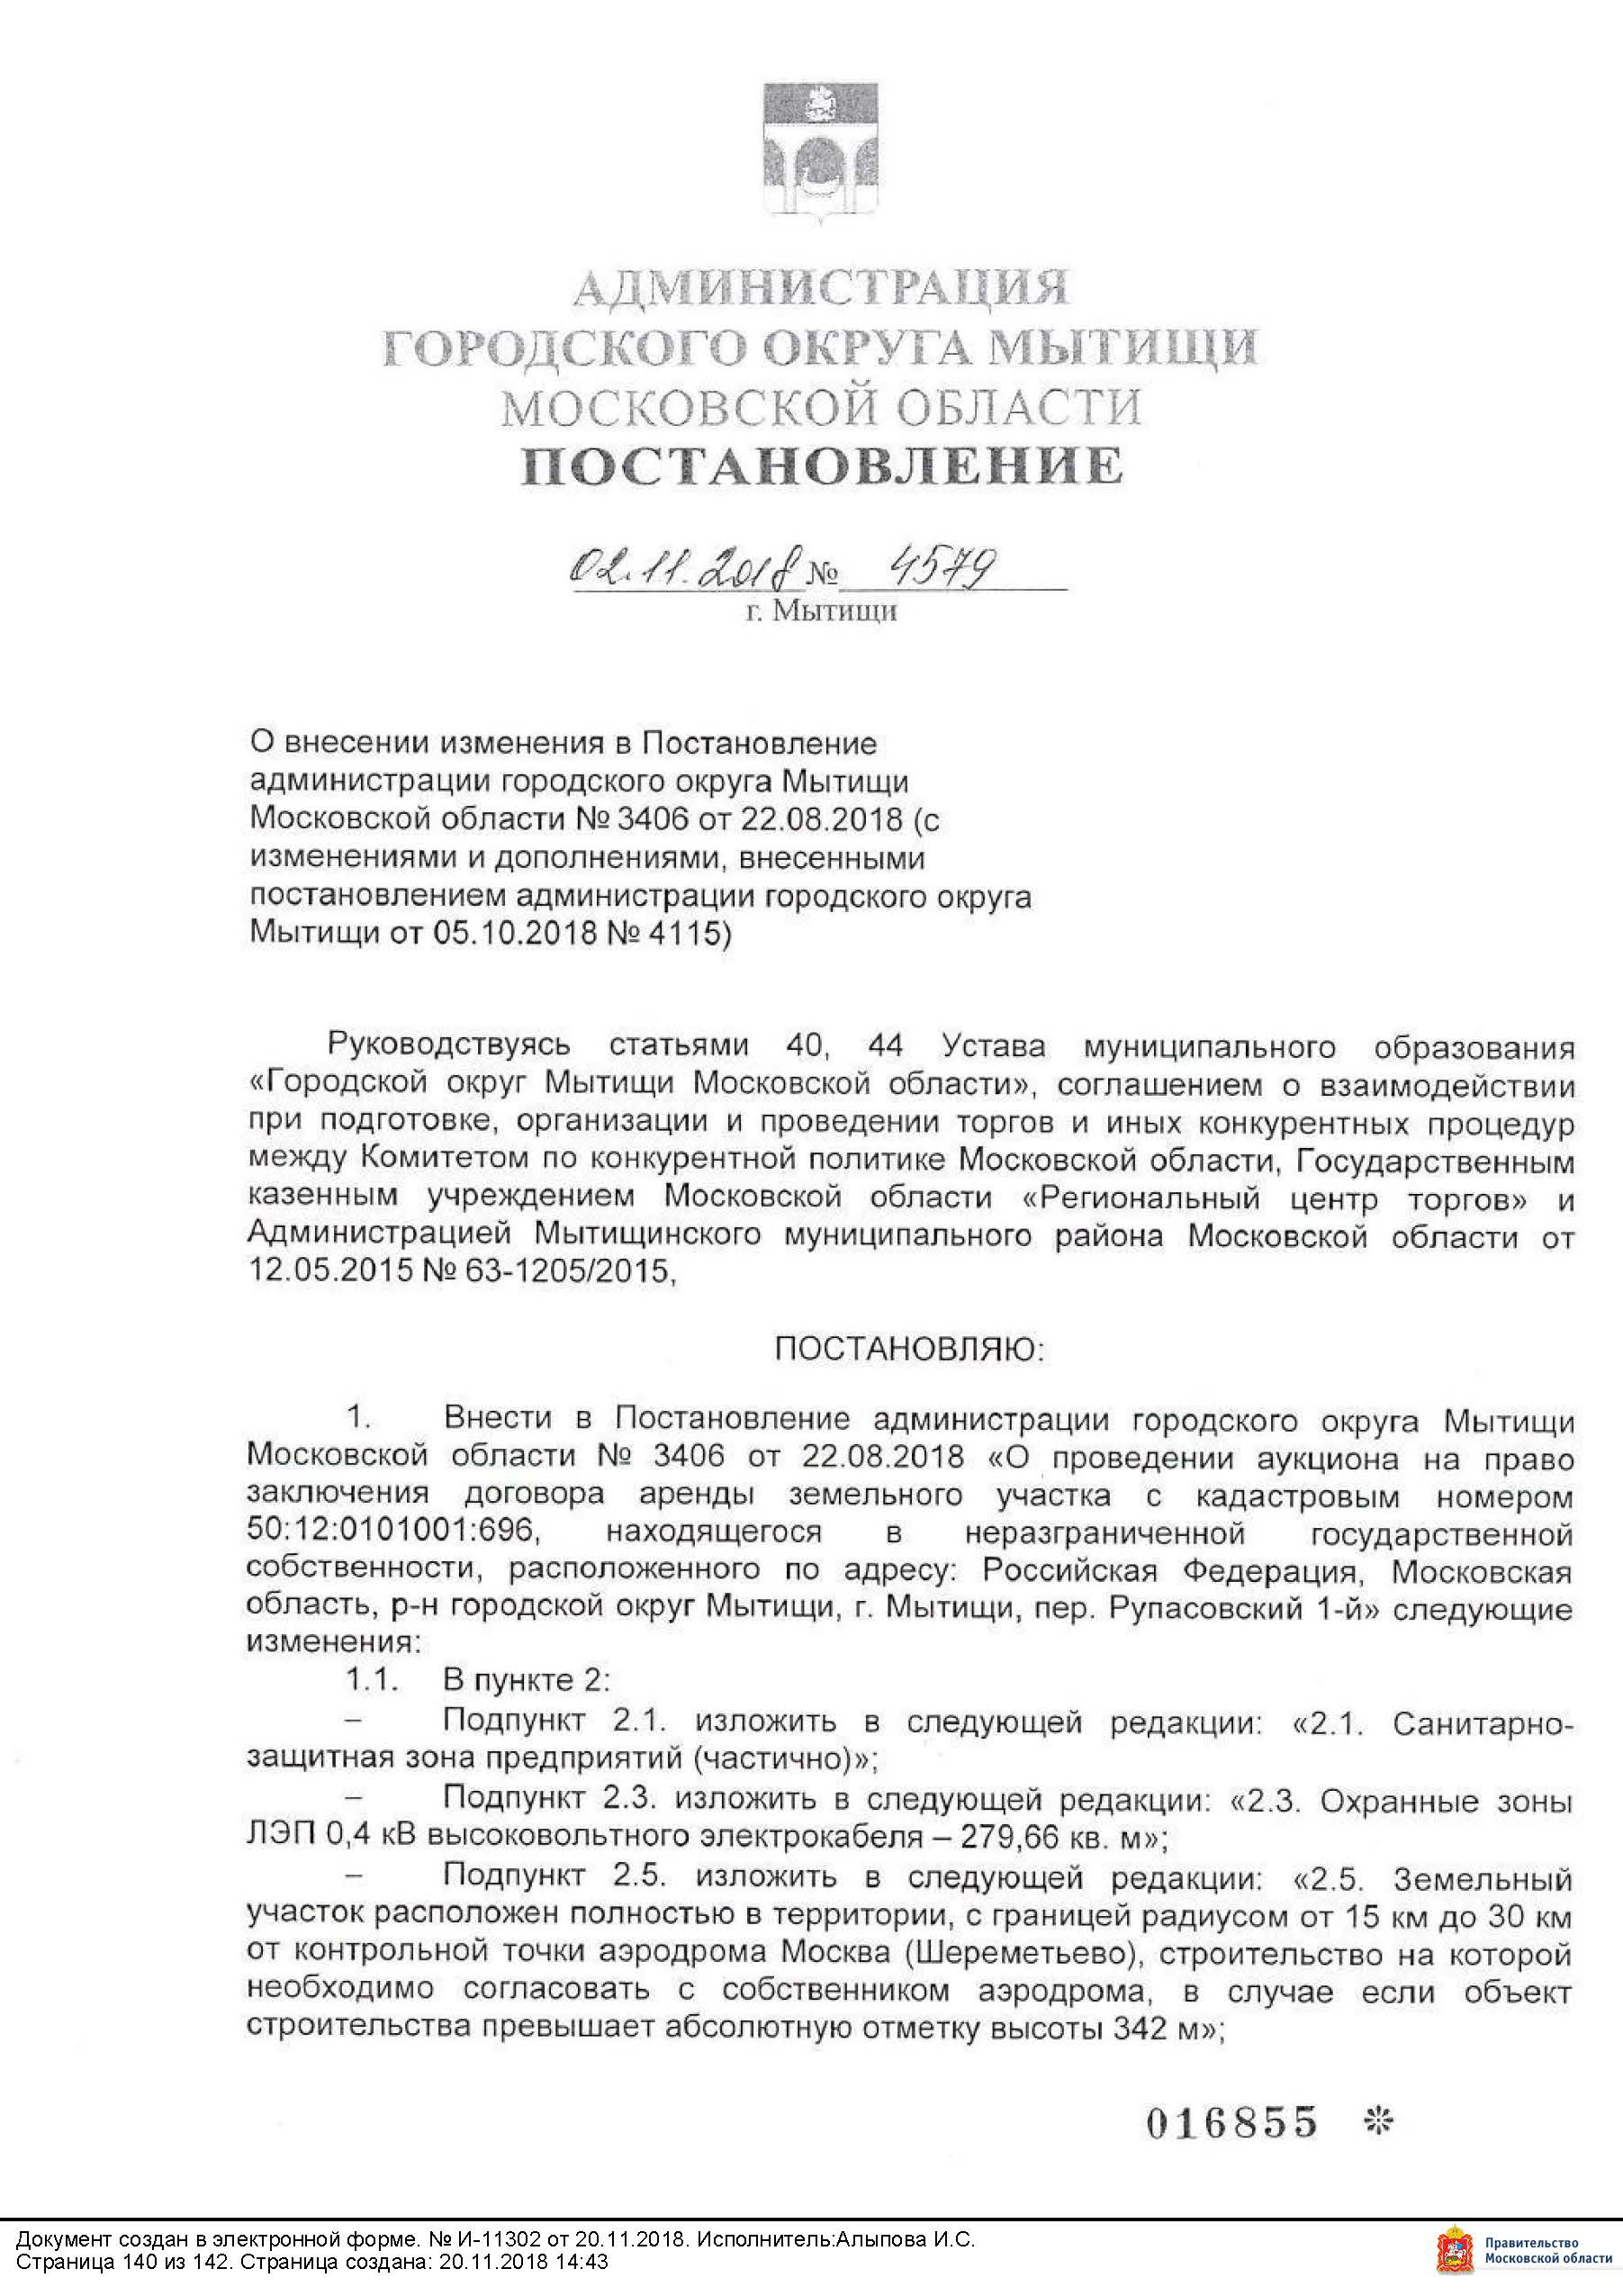 АДМИНИСТРАЦИЯ
ГОРОДСКОГО ОКРУГА МЫТИЩИ
МОСКОВСКОЙ ОБЛАСТИ
ПОСТАНОВЛЕНИЕ
02.11.2018 № 4579
г. Мытищи
О внесении изменения в Постановление
администрации городского округа Мытищи
Московской области № 3406 от 22.08.2018 (с
изменениями и дополнениями, внесенными
постановлением администрации городского округа
Мытищи от 05.10.2018 № 4115)
Руководствуясь статьями 40, 44 Устава муниципального образования
«Городской округ Мытищи Московской области», соглашением о взаимодействии
при подготовке, организации и проведении торгов и иных конкурентных процедур
между Комитетом по конкурентной политике Московской области, Государственным
казенным учреждением Московской области «Региональный центр торгов» и
Администрацией Мытищинского муниципального района Московской области от
12.05.2015 № 63-1205/2015,
ПОСТАНОВЛЯЮ:
1. Внести в Постановление администрации городского округа Мытищи
Московской области № 3406 от 22.08.2018 «О проведении аукциона на право
заключения договора аренды земельного участка с кадастровым номером
50:12:0101001:696, находящегося в неразграниченной государственной
собственности, расположенного по адресу: Российская Федерация, Московская
область, р-н городской округ Мытищи, г. Мытищи, пер. Рупасовский 1-й» следующие
изменения:
1.1. В пункте 2:
– Подпункт 2.1. изложить в следующей редакции: «2.1. Санитарно-
защитная зона предприятий (частично)»;
– Подпункт 2.3. изложить в следующей редакции: «2.3. Охранные зоны
ЛЭП 0,4 кВ высоковольтного электрокабеля – 279,66 кв. м»;
– Подпункт 2.5. изложить в следующей редакции: «2.5. Земельный
участок расположен полностью в территории, с границей радиусом от 15 км до 30 км
от контрольной точки аэродрома Москва (Шереметьево), строительство на которой
необходимо согласовать с собственником аэродрома, в случае если объект
строительства превышает абсолютную отметку высоты 342 м»;
016855 *
Документ создан в электронной форме. № И-11302 от 20.11.2018. Исполнитель:Алыпова И.С.
Страница 140 из 142. Страница создана: 20.11.2018 14:43
Правительство
Московской области